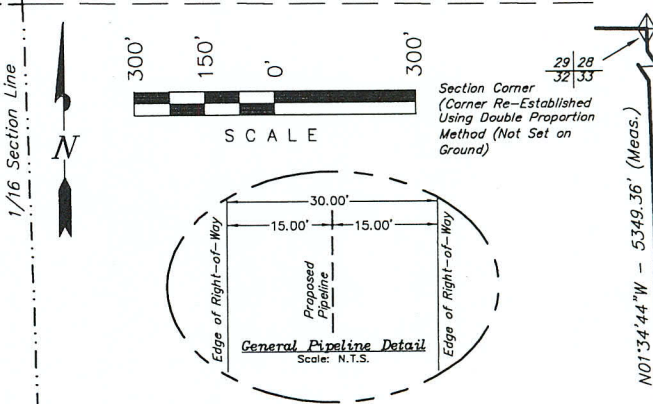 1/16 Section Line
N
300'
150'
0'
300'
SCALE
29 28
32 33
Section Corner
(Corner Re-Established
Using Double Proportion
Method (Not Set on
Ground)
N01°34'44"W - 5349.36' (Meas.)
30.00'
15.00' 15.00'
Edge of Right-of-Way
Proposed
Pipeline
Edge of Right-of-Way
General Pipeline Detail
Scale: N.T.S.